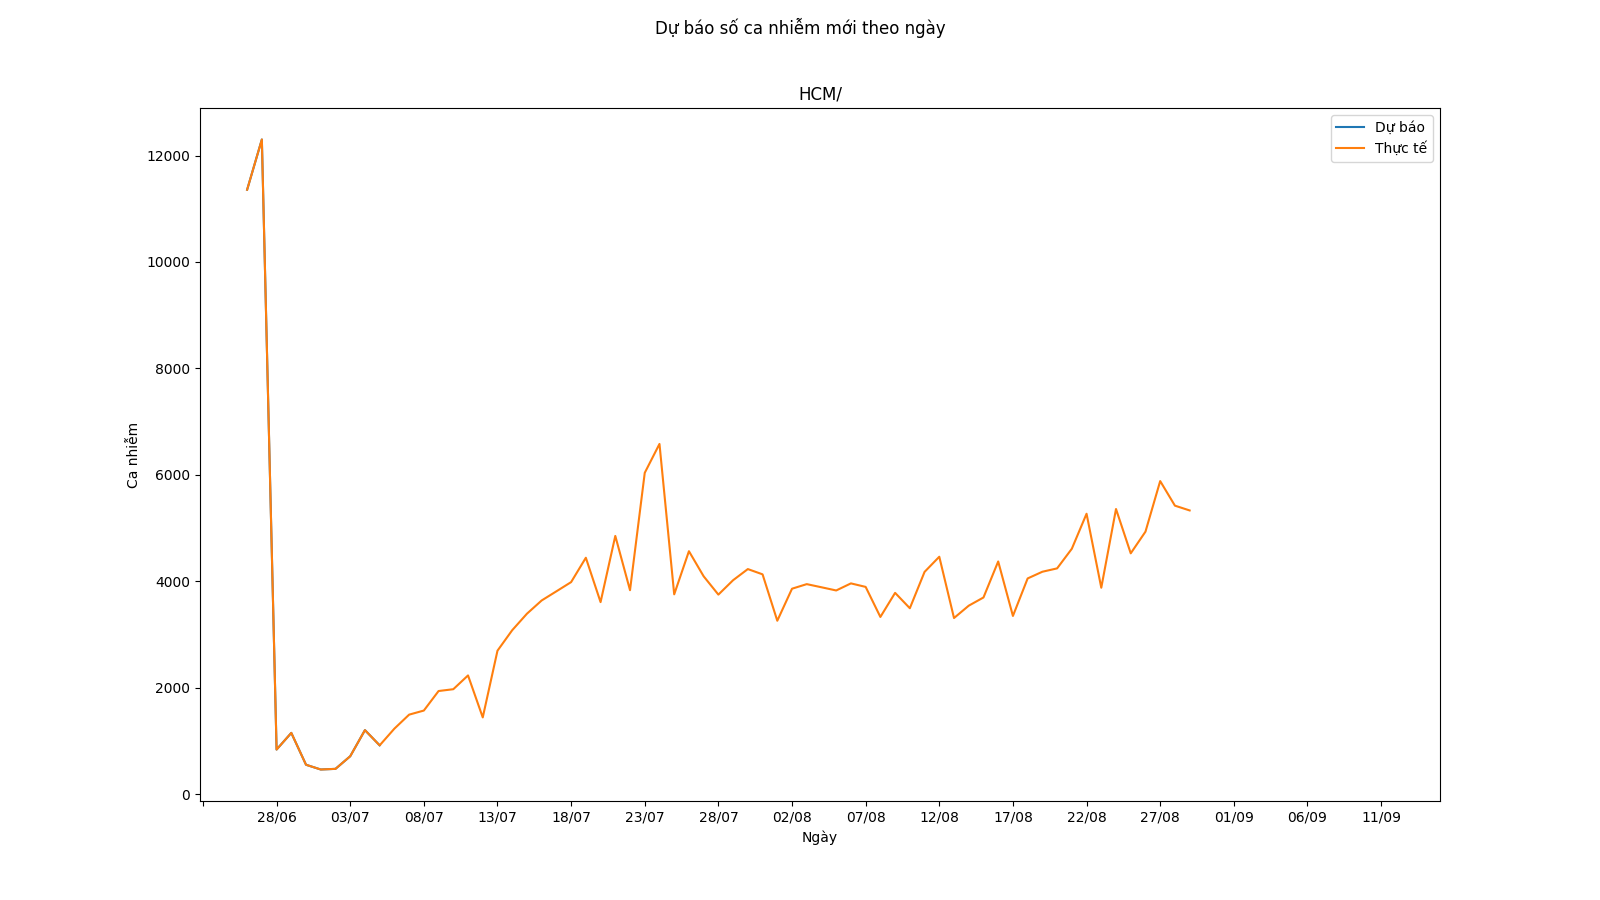 Dự báo số ca nhiễm mới theo ngày
HCM/
Dự báo
Thực tế
12000
10000
8000
6000
4000
2000
0
Ca nhiễm
28/06 03/07 08/07 13/07 18/07 23/07 28/07 02/08 07/08 12/08 17/08 22/08 27/08 01/09 06/09 11/09
Ngày